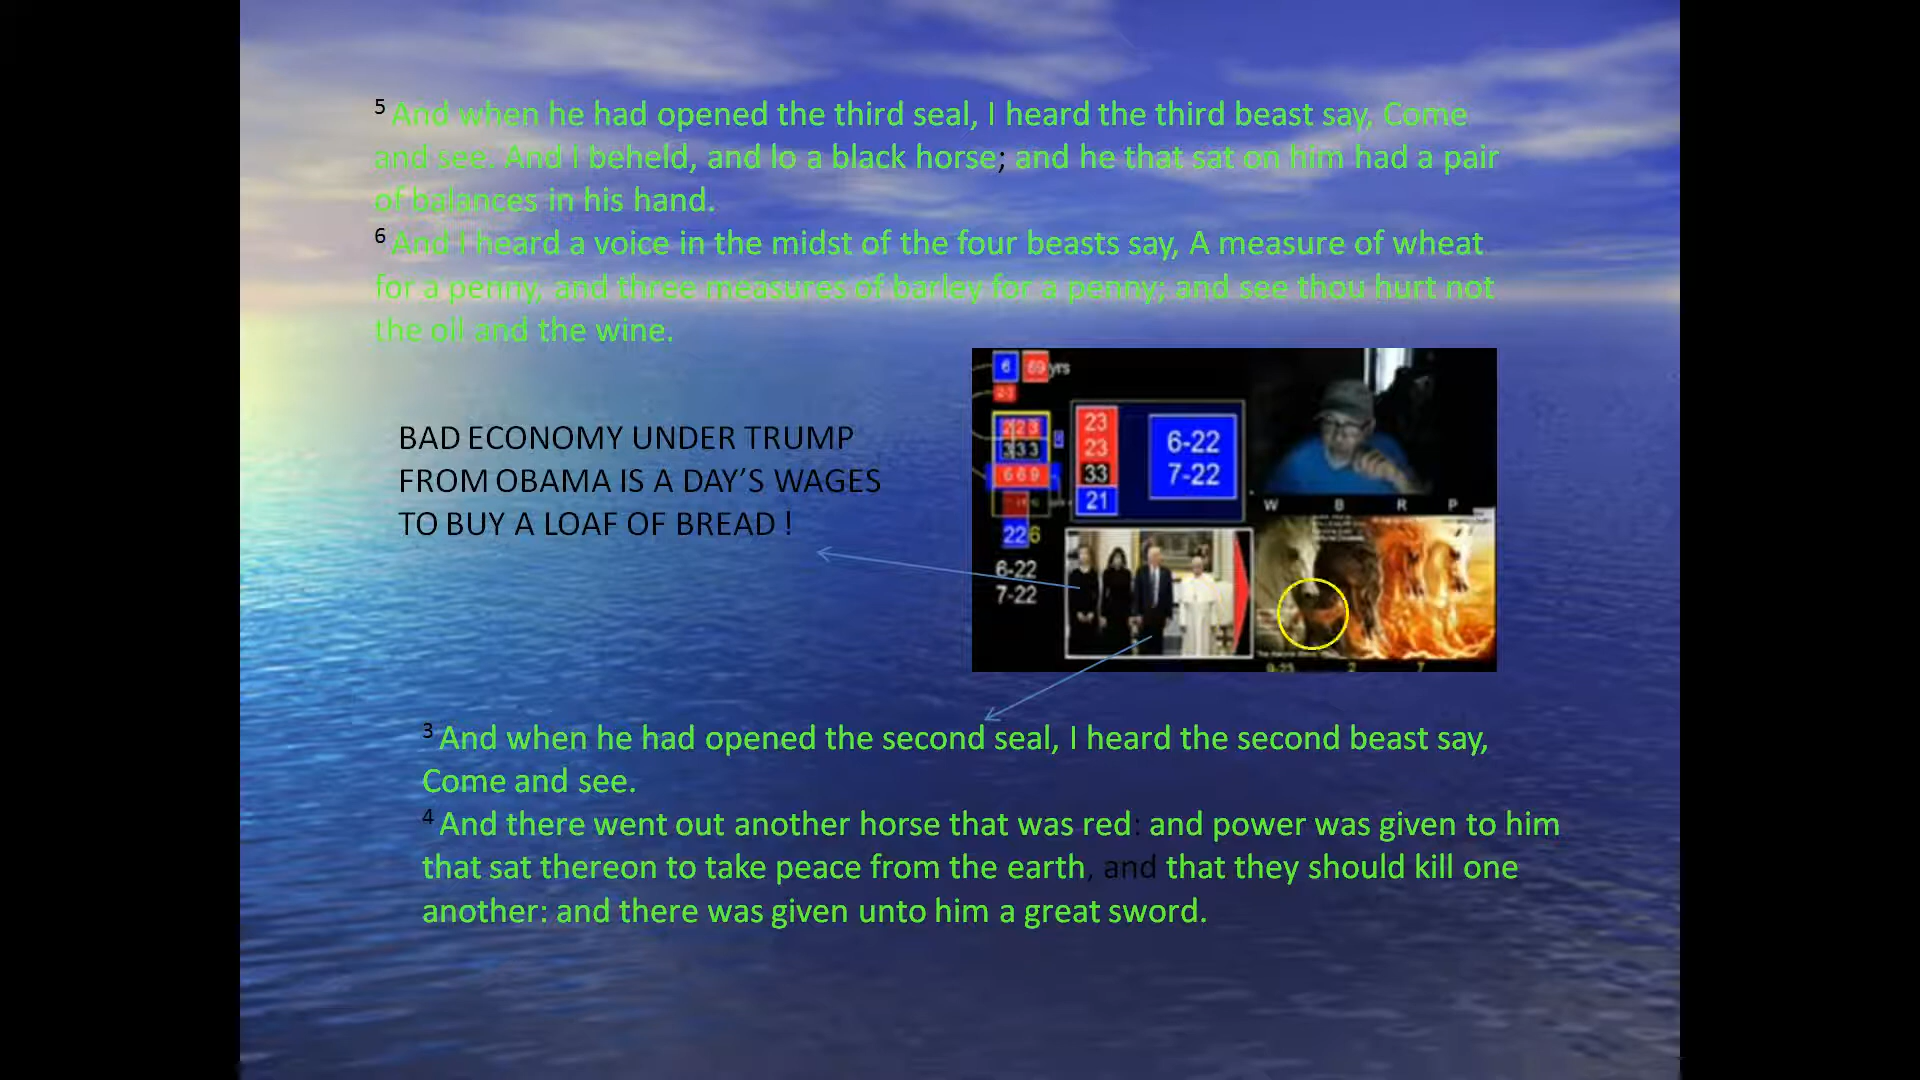 5 And when he had opened the third seal, I heard the third beast say, Come
and see. And I beheld, and lo a black horse; and he that sat on him had a pair
of balances in his hand.
6 And I heard a voice in the midst of the four beasts say, A measure of wheat
for a penny, and three measures of barley for a penny; and see thou hurt not
the oil and the wine.
BAD ECONOMY UNDER TRUMP
FROM OBAMA IS A DAY'S WAGES
TO BUY A LOAF OF BREAD !
6 69 yrs
23
23
33
21
6-22
7-22
333
669
226
6-22
7-22
W B R P
9-23 2 7
3 And when he had opened the second seal, I heard the second beast say,
Come and see.
4 And there went out another horse that was red: and power was given to him
that sat thereon to take peace from the earth, and that they should kill one
another: and there was given unto him a great sword.